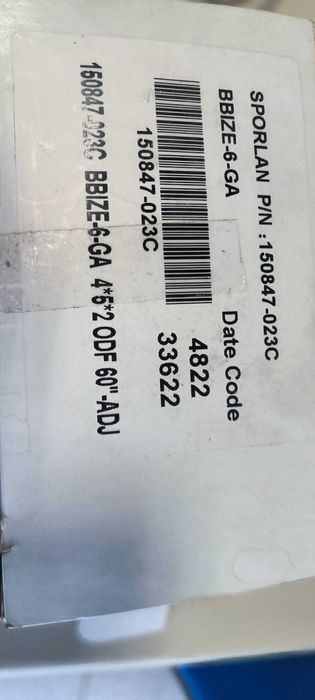 SPORLAN P/N :150847-023C
BBIZE-6-GA Date Code
4822
33622
150847-023C
150847-023C BBIZE-6-GA 4*5*2 ODF 60"-ADJ